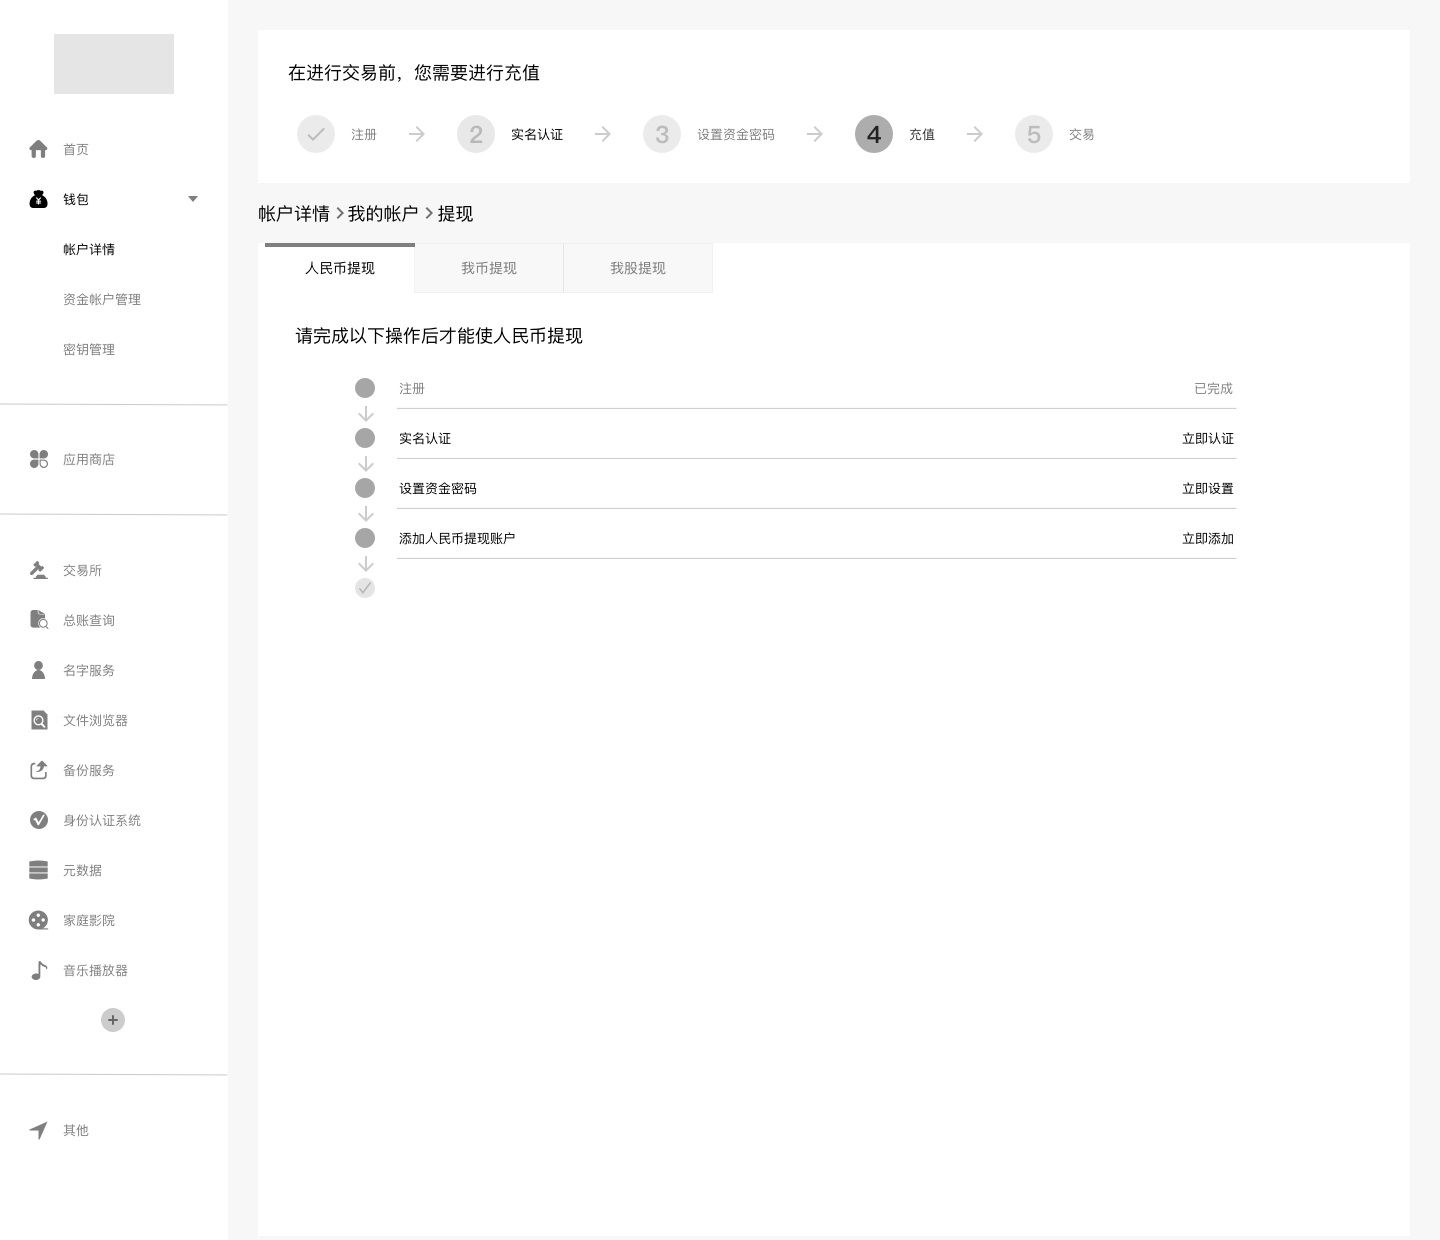 首页
钱包
帐户详情
资金帐户管理
密钥管理
应用商店
交易所
总账查询
名字服务
文件浏览器
备份服务
身份认证系统
元数据
家庭影院
音乐播放器
其他
在进行交易前，您需要进行充值
注册 2 实名认证 3 设置资金密码 4 充值 5 交易
帐户详情 > 我的帐户 > 提现
人民币提现 我币提现 我股提现
请完成以下操作后才能使人民币提现
注册 已完成
实名认证 立即认证
设置资金密码 立即设置
添加人民币提现账户 立即添加